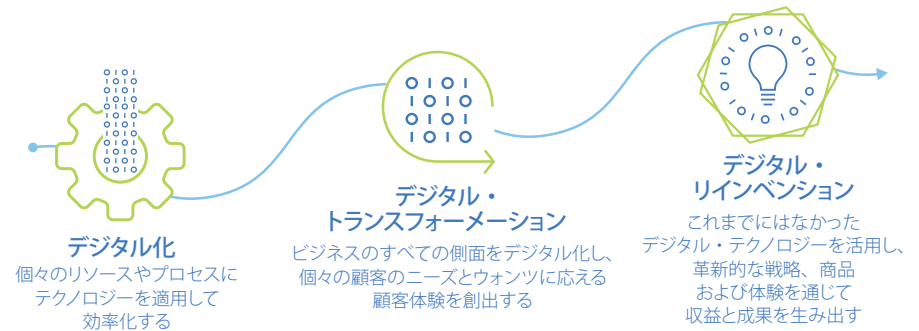 デジタル化
個々のリソースやプロセスに
テクノロジーを適用して
効率化する
デジタル・
トランスフォーメーション
ビジネスのすべての側面をデジタル化し、
個々の顧客のニーズとウォンツに応える
顧客体験を創出する
デジタル・
リインベンション
これまでにはなかった
デジタル・テクノロジーを活用し、
革新的な戦略、商品
および体験を通じて
収益と成果を生み出す